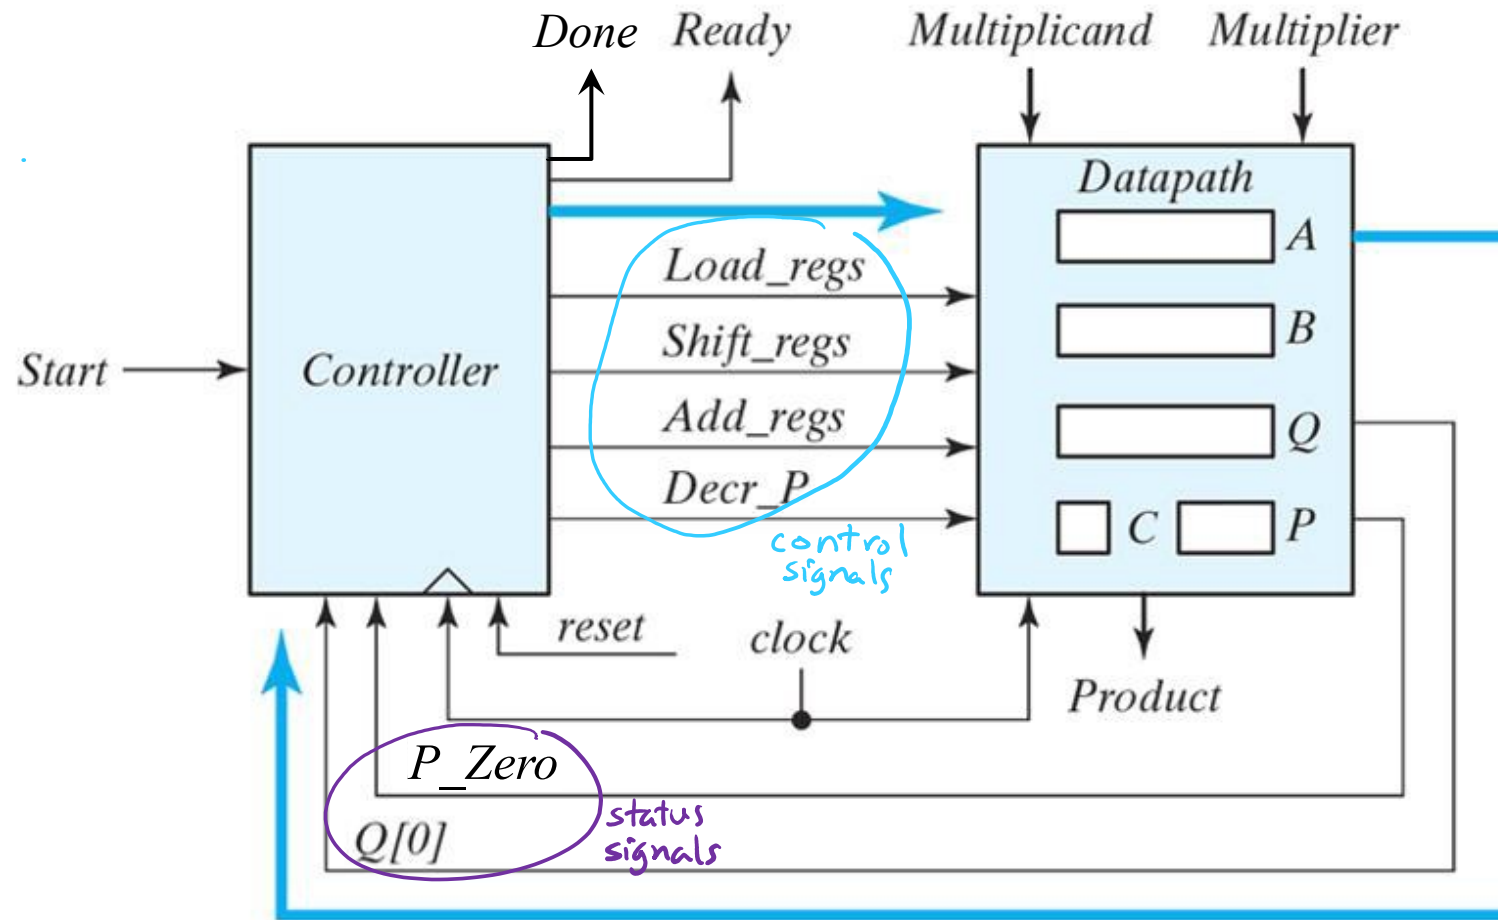 Done Ready Multiplicand Multiplier
Datapath
A
Load_regs
B
Shift_regs
Start
Controller
Add_regs
Q
Decr_P
C P
control
signals
reset
clock
Product
P_Zero
status
signals
Q[0]